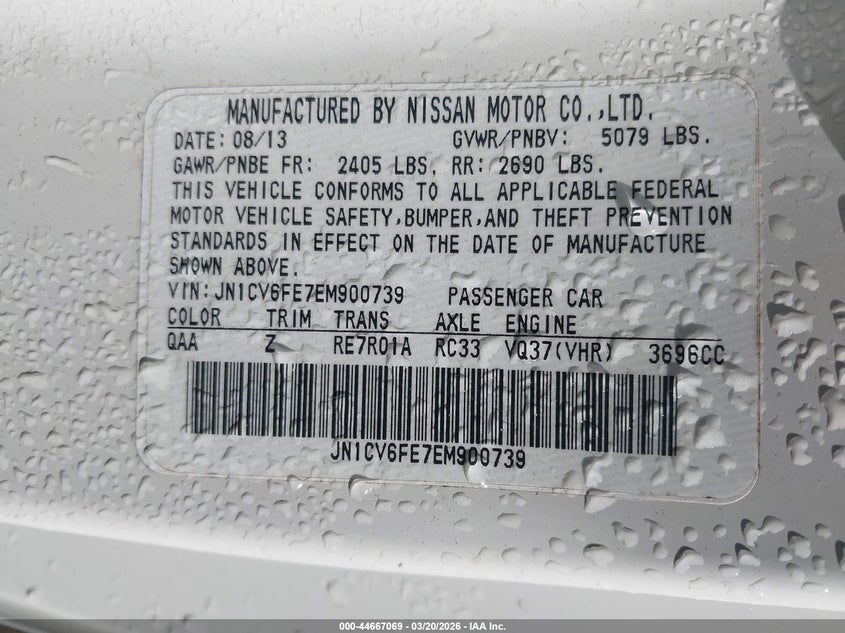 MANUFACTURED BY NISSAN MOTOR CO.,LTD.
DATE: 08/13 GVWR/PNBV: 5079 LBS.
GAWR/PNBE FR: 2405 LBS, RR: 2690 LBS.
THIS VEHICLE CONFORMS TO ALL APPLICABLE FEDERAL
MOTOR VEHICLE SAFETY,BUMPER,AND THEFT PREVENTION
STANDARDS IN EFFECT ON THE DATE OF MANUFACTURE
SHOWN ABOVE.
VIN:JN1CV6FE7EM900739 PASSENGER CAR
COLOR TRIM TRANS AXLE ENGINE
QAA Z RE7R01A RC33 VQ37(VHR) 3696CC
JN1CV6FE7EM900739
000-44667069 | 03/20/2026 - IAA Inc.